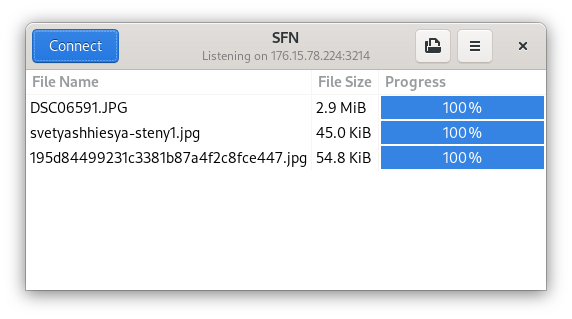 SFN
Connect
Listening on 176.15.78.224:3214
File Name File Size Progress
DSC06591.JPG 2.9 MiB 100%
svetyashhiesya-steny1.jpg 45.0 KiB 100%
195d84499231c3381b87a4f2c8fce447.jpg 54.8 KiB 100%